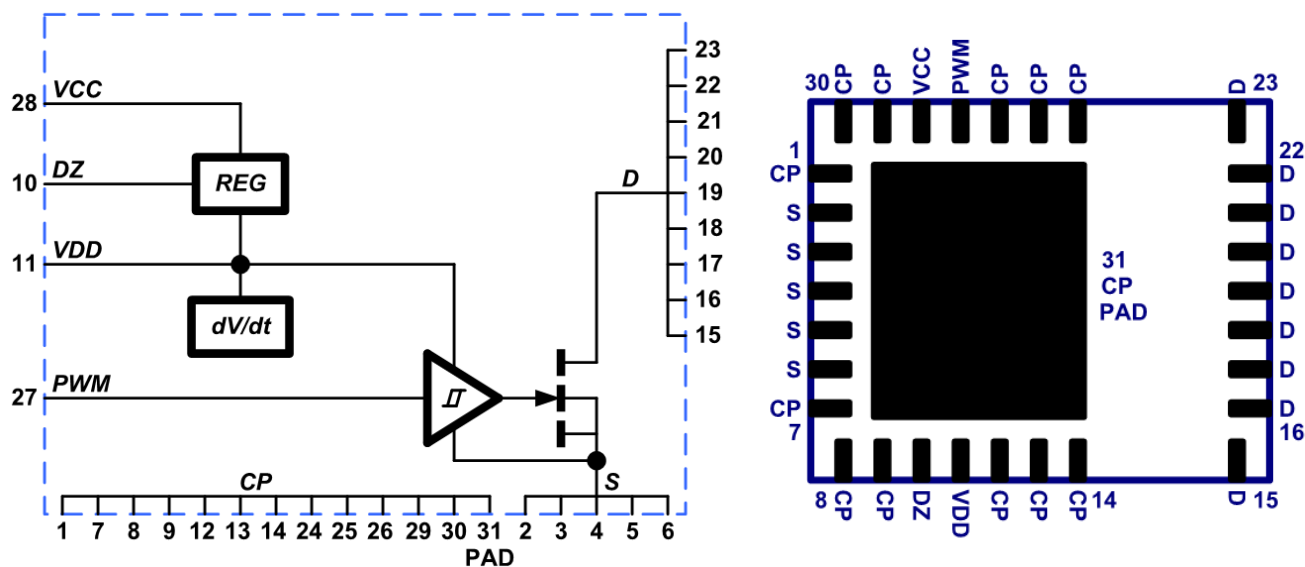 VCC
28
DZ
10
REG
VDD
11
dV/dt
PWM
27
D
23
22
21
20
19
18
17
16
15
CP
S
1 7 8 9 12 13 14 24 25 26 29 30 31 2 3 4 5 6
PAD
30 CP CP VCC PWM CP CP CP D 23
1
CP
S
S
S
S
S
CP
7
31
CP
PAD
22
D
D
D
D
D
D
D
16
8 CP CP DZ VDD CP CP CP 14 D 15